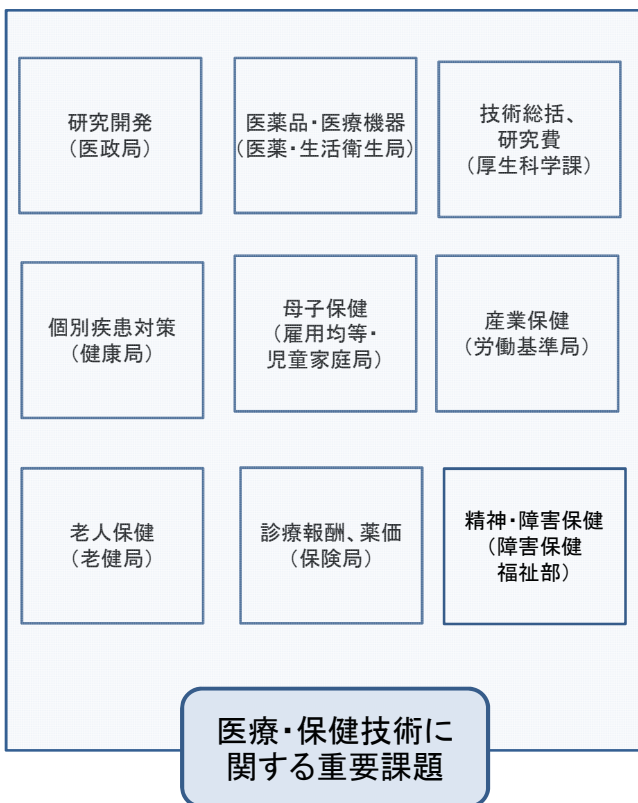 研究開発
（医政局）
医薬品・医療機器
（医薬・生活衛生局）
技術総括、
研究費
（厚生科学課）
個別疾患対策
（健康局）
母子保健
（雇用均等・
児童家庭局）
産業保健
（労働基準局）
老人保健
（老健局）
診療報酬、薬価
（保険局）
精神・障害保健
（障害保健
福祉部）
医療・保健技術に
関する重要課題